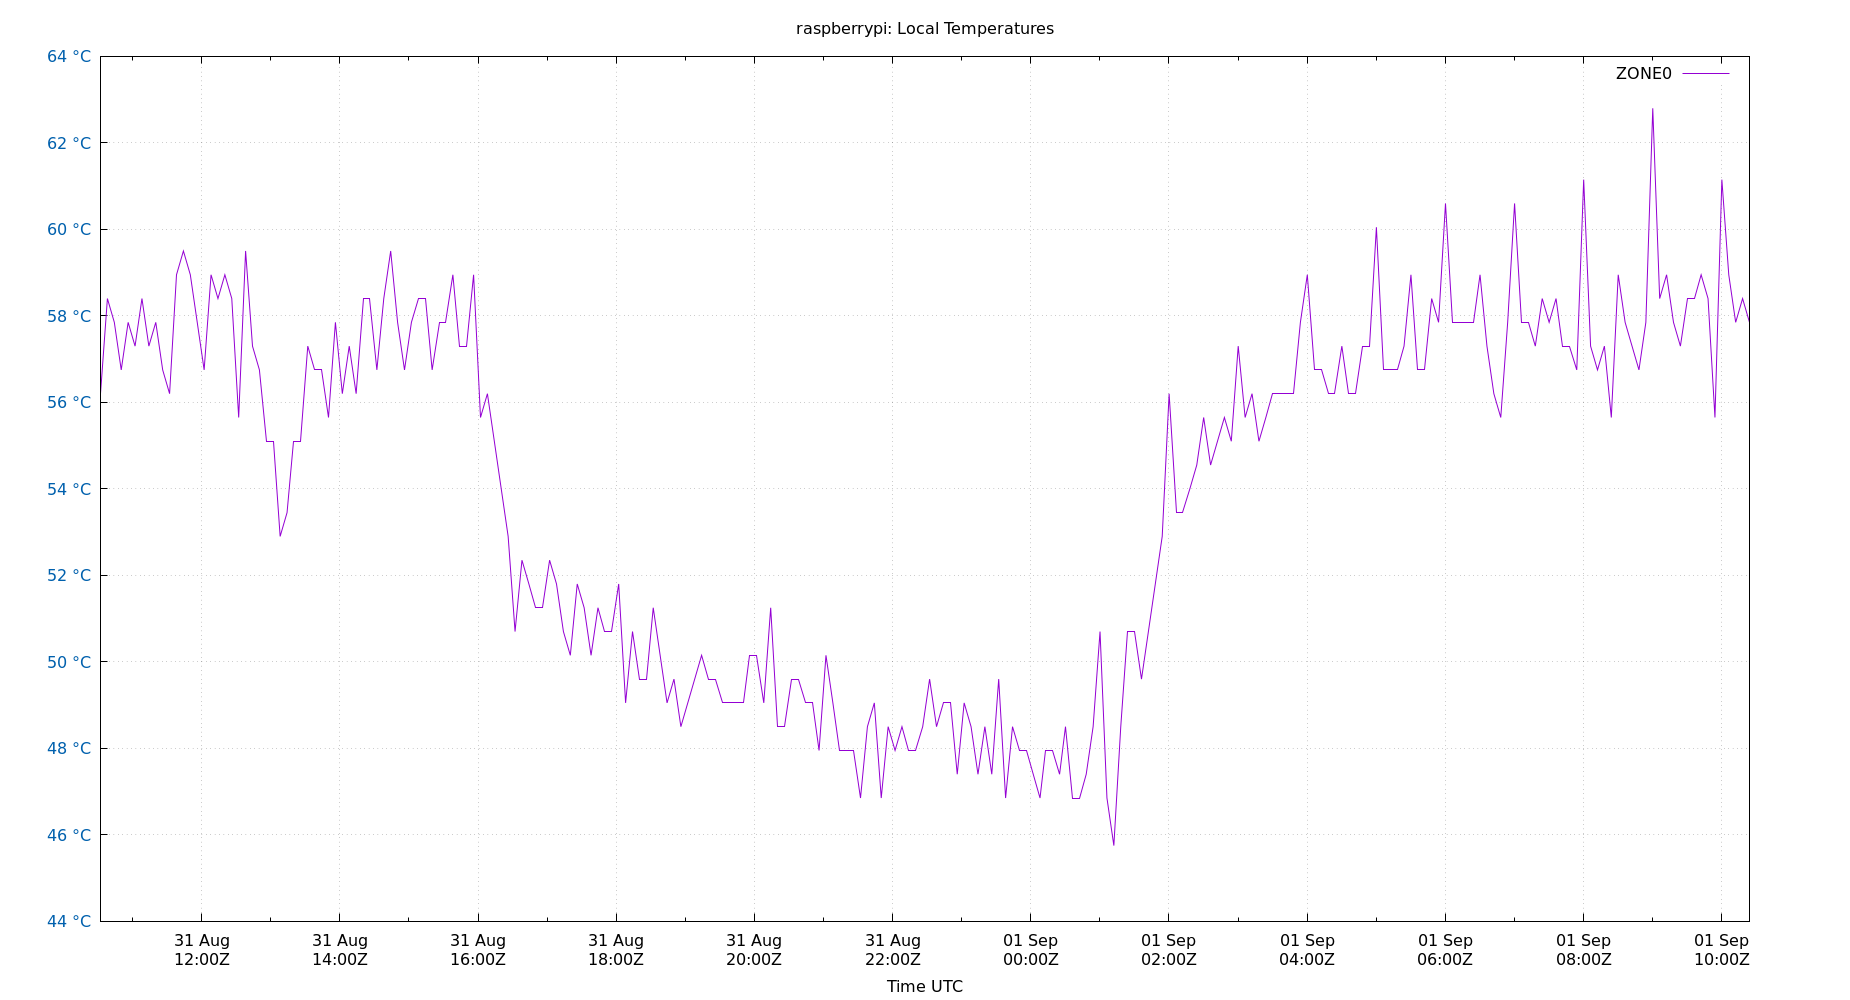 raspberrypi: Local Temperatures
64 °C
ZONE0
62 °C
60 °C
58 °C
56 °C
54 °C
52 °C
50 °C
48 °C
46 °C
44 °C
31 Aug 31 Aug 31 Aug 31 Aug 31 Aug 31 Aug 01 Sep 01 Sep 01 Sep 01 Sep 01 Sep 01 Sep
12:00Z 14:00Z 16:00Z 18:00Z 20:00Z 22:00Z 00:00Z 02:00Z 04:00Z 06:00Z 08:00Z 10:00Z
Time UTC